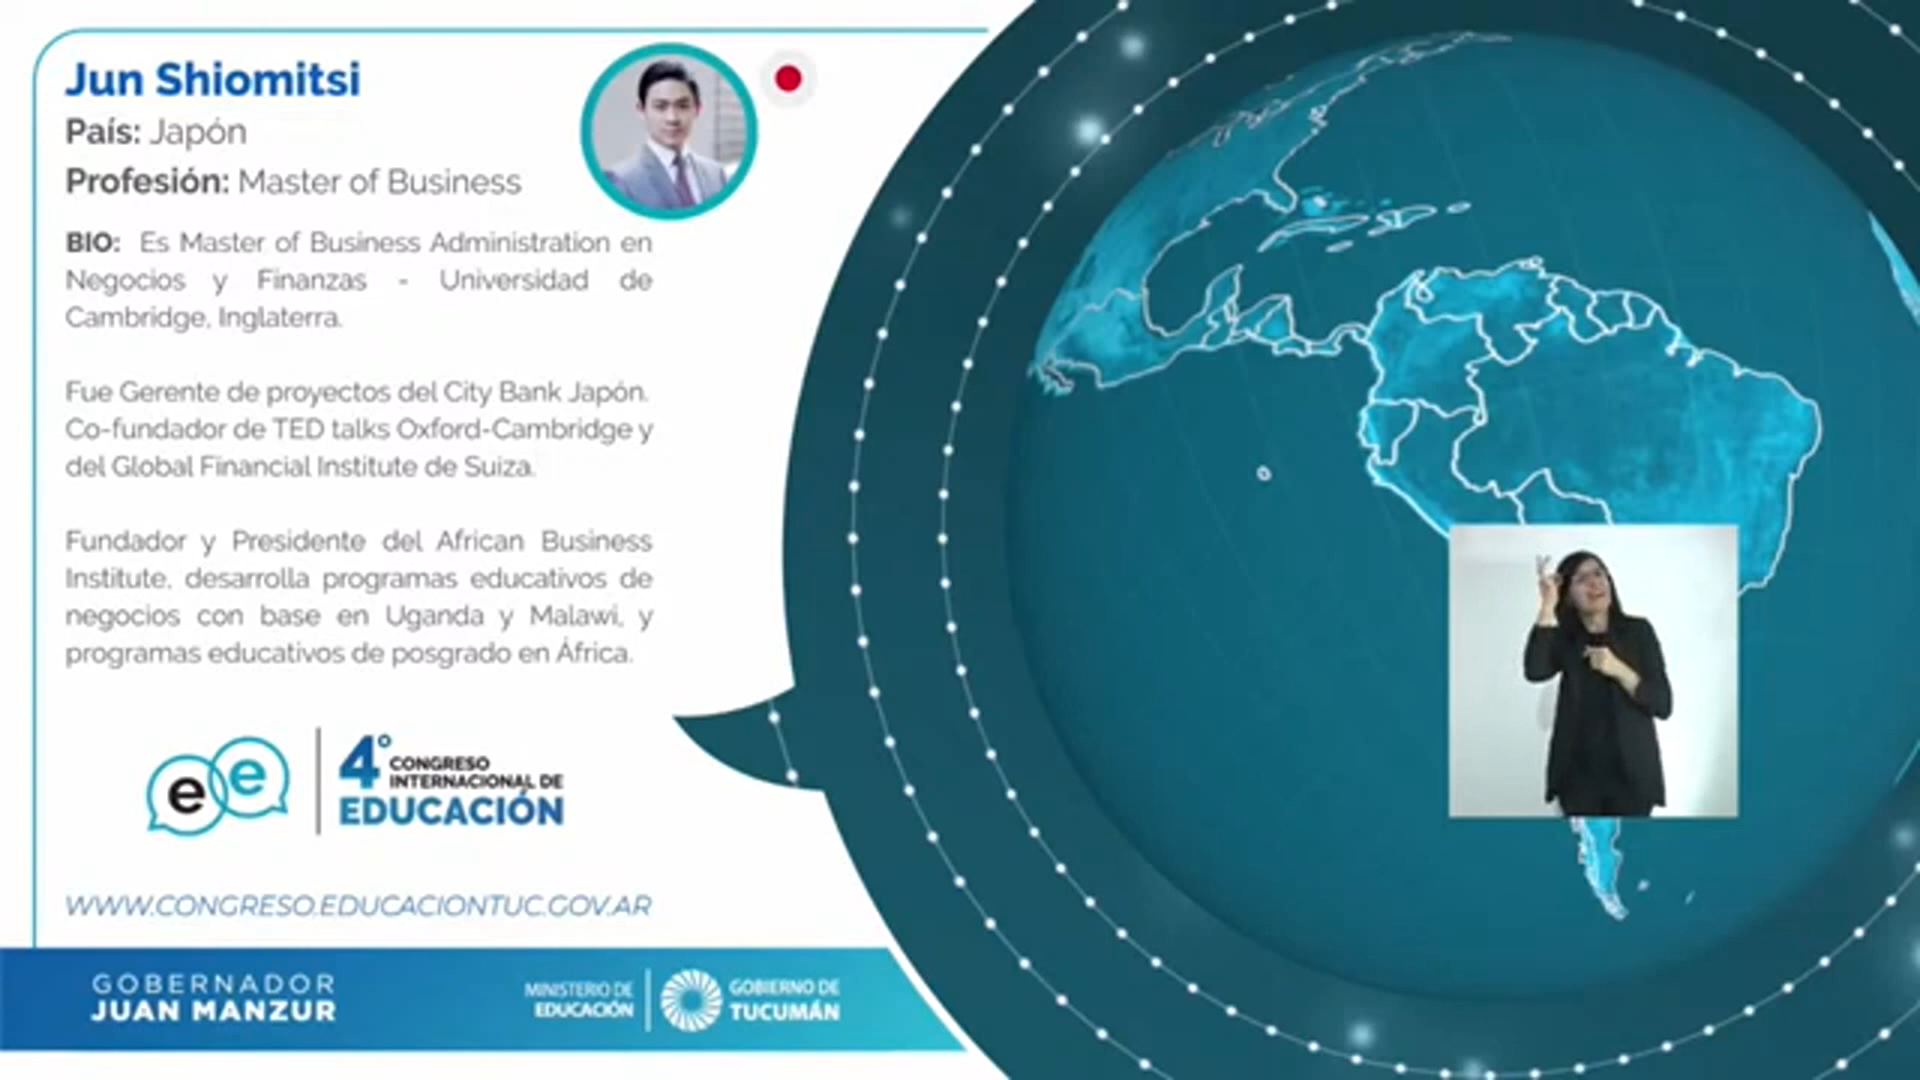 Jun Shiomitsi
País: Japón
Profesión: Master of Business
BIO: Es Master of Business Administration en
Negocios y Finanzas - Universidad de
Cambridge, Inglaterra.
Fue Gerente de proyectos del City Bank Japón.
Co-fundador de TED talks Oxford-Cambridge y
del Global Financial Institute de Suiza.
Fundador y Presidente del African Business
Institute, desarrolla programas educativos de
negocios con base en Uganda y Malawi, y
programas educativos de posgrado en África.
e e
4° CONGRESO
INTERNACIONAL DE
EDUCACIÓN
WWW.CONGRESO.EDUCACIONTUC.GOV.AR
GOBERNADOR
JUAN MANZUR
MINISTERIO DE
EDUCACIÓN
GOBIERNO DE
TUCUMÁN